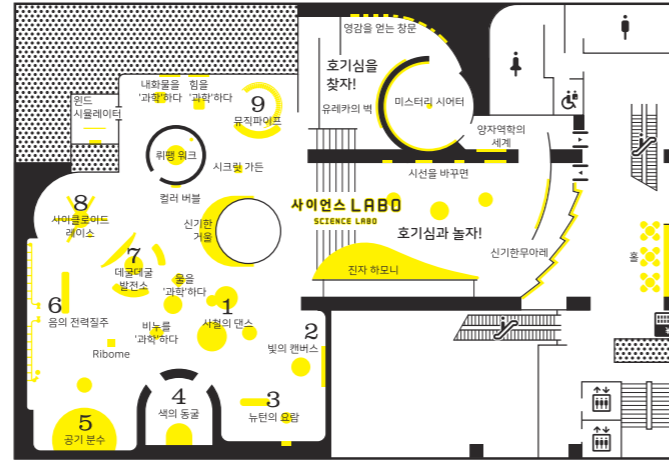 영감을 얻는 창문
호기심을
찾자!
유레카의 벽
미스터리 시어터
양자역학의
세계
내화물을
'과학'하다
힘을
'과학'하다
9
뮤직파이프
윈드
시뮬레이터
뤼팽 워크
시크릿 가든
시선을 바꾸면
컬러 버블
사이언스 LABO
SCIENCE LABO
8
사이클로이드
레이스
신기한
거울
호기심과 놀자!
신기한무아레
홀
7
데굴데굴
발전소
진자 하모니
물을
'과학'하다
6
음의 전력질주
1
사철의 댄스
비누를
'과학'하다
2
빛의 캔버스
Ribome
4
색의 동굴
3
뉴턴의 요람
5
공기 분수